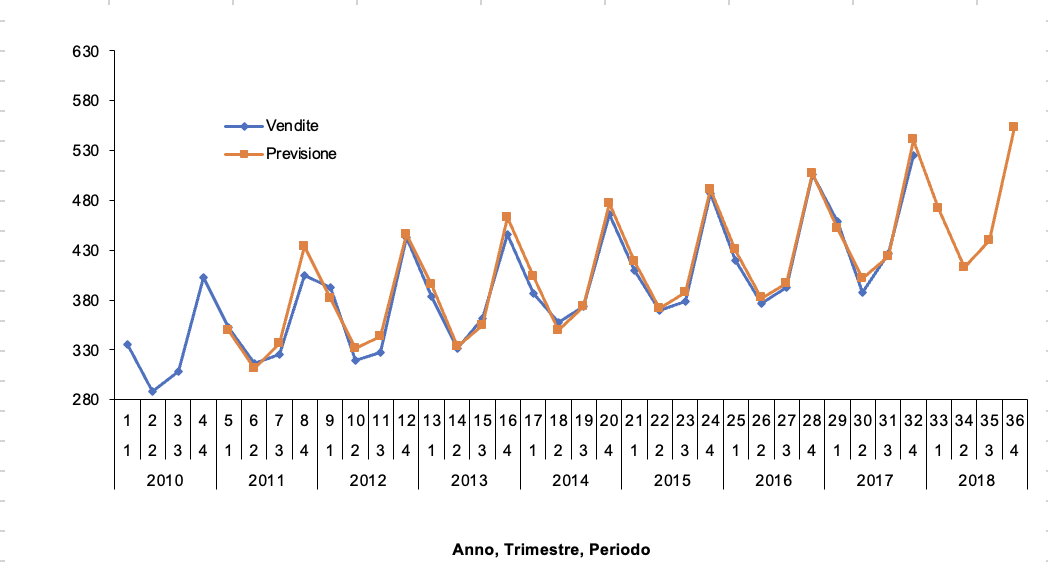 630
580
530
480
430
380
330
280
Vendite
Previsione
1 2 3 4 5 6 7 8 9 10 11 12 13 14 15 16 17 18 19 20 21 22 23 24 25 26 27 28 29 30 31 32 33 34 35 36
1 2 3 4 1 2 3 4 1 2 3 4 1 2 3 4 1 2 3 4 1 2 3 4 1 2 3 4 1 2 3 4 1 2 3 4
2010 2011 2012 2013 2014 2015 2016 2017 2018
Anno, Trimestre, Periodo